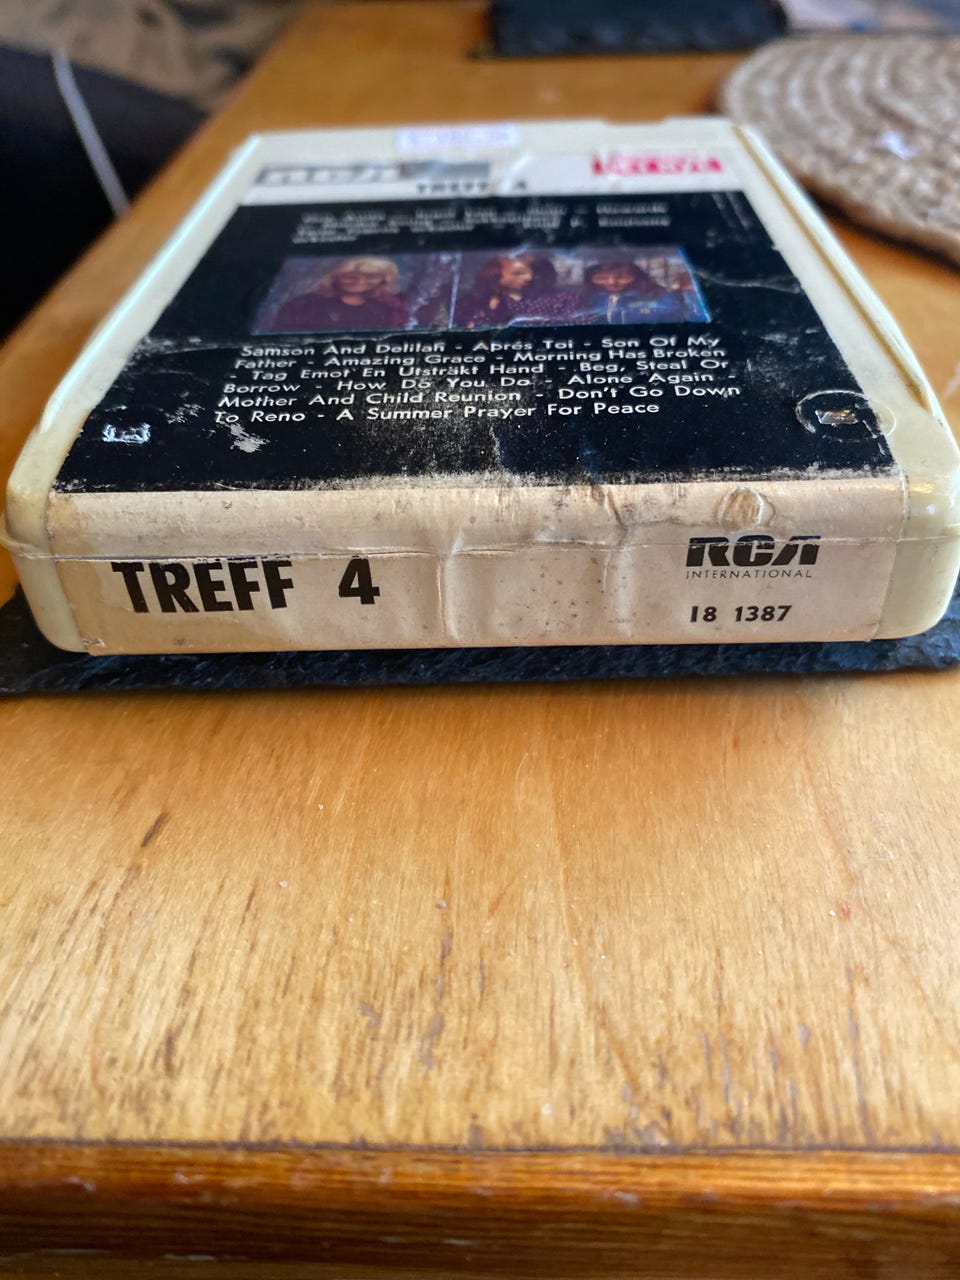 TREFF 4
Samson And Delilah - Aprés Toi - Son Of My
Father - Amazing Grace - Morning Has Broken
- Tag Emot En Utsträkt Hand - Beg, Steal Or
Borrow - How Do You Do - Alone Again -
Mother And Child Reunion - Don't Go Down
To Reno - A Summer Prayer For Peace
TREFF 4
RCA
INTERNATIONAL
18 1387